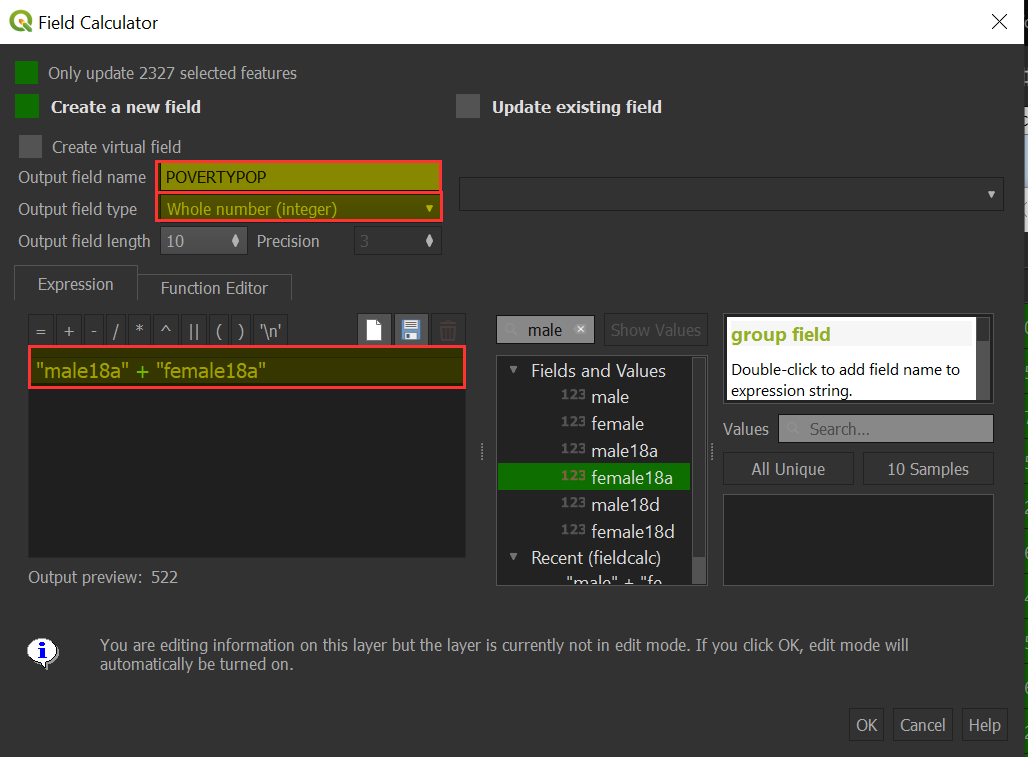 Field Calculator
Only update 2327 selected features
Create a new field
Update existing field
Create virtual field
Output field name POVERTYPOP
Output field type Whole number (integer)
Output field length 10 Precision 3
Expression Function Editor
= + - / * ^ || ( ) '\n'
"male18a" + "female18a"
Output preview: 522
male Show Values
Fields and Values
123 male
123 female
123 male18a
123 female18a
123 male18d
123 female18d
Recent (fieldcalc)
"male" + "fe
group field
Double-click to add field name to
expression string.
Values Search...
All Unique 10 Samples
You are editing information on this layer but the layer is currently not in edit mode. If you click OK, edit mode will
automatically be turned on.
OK Cancel Help